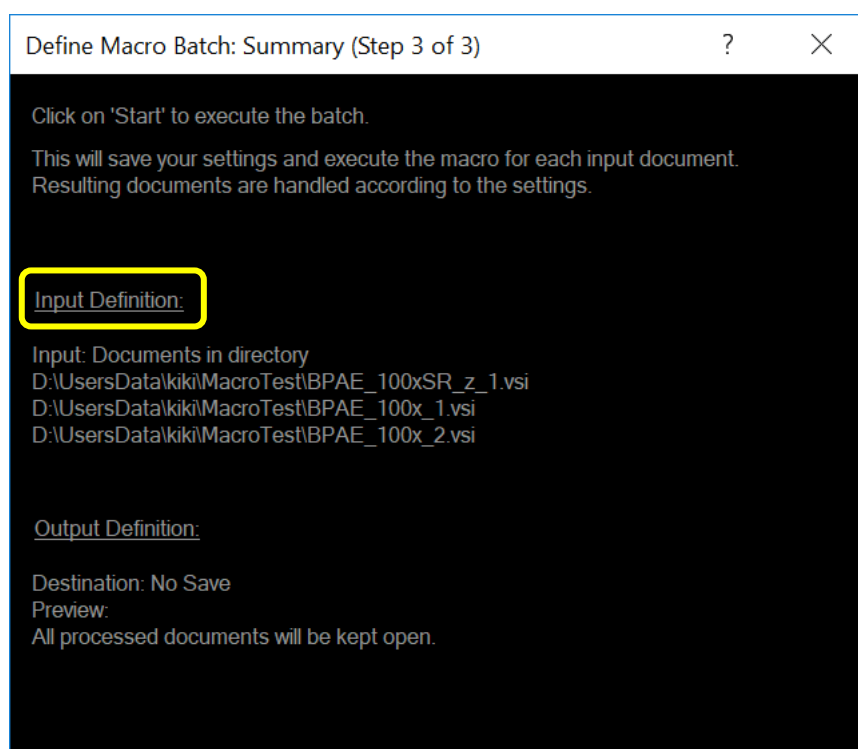 Define Macro Batch: Summary (Step 3 of 3) ?
Click on 'Start' to execute the batch.
This will save your settings and execute the macro for each input document.
Resulting documents are handled according to the settings.
Input Definition:
Input: Documents in directory
D:\UsersData\kiki\MacroTest\BPAE_100xSR_z_1.vsi
D:\UsersData\kiki\MacroTest\BPAE_100x_1.vsi
D:\UsersData\kiki\MacroTest\BPAE_100x_2.vsi
Output Definition:
Destination: No Save
Preview:
All processed documents will be kept open.